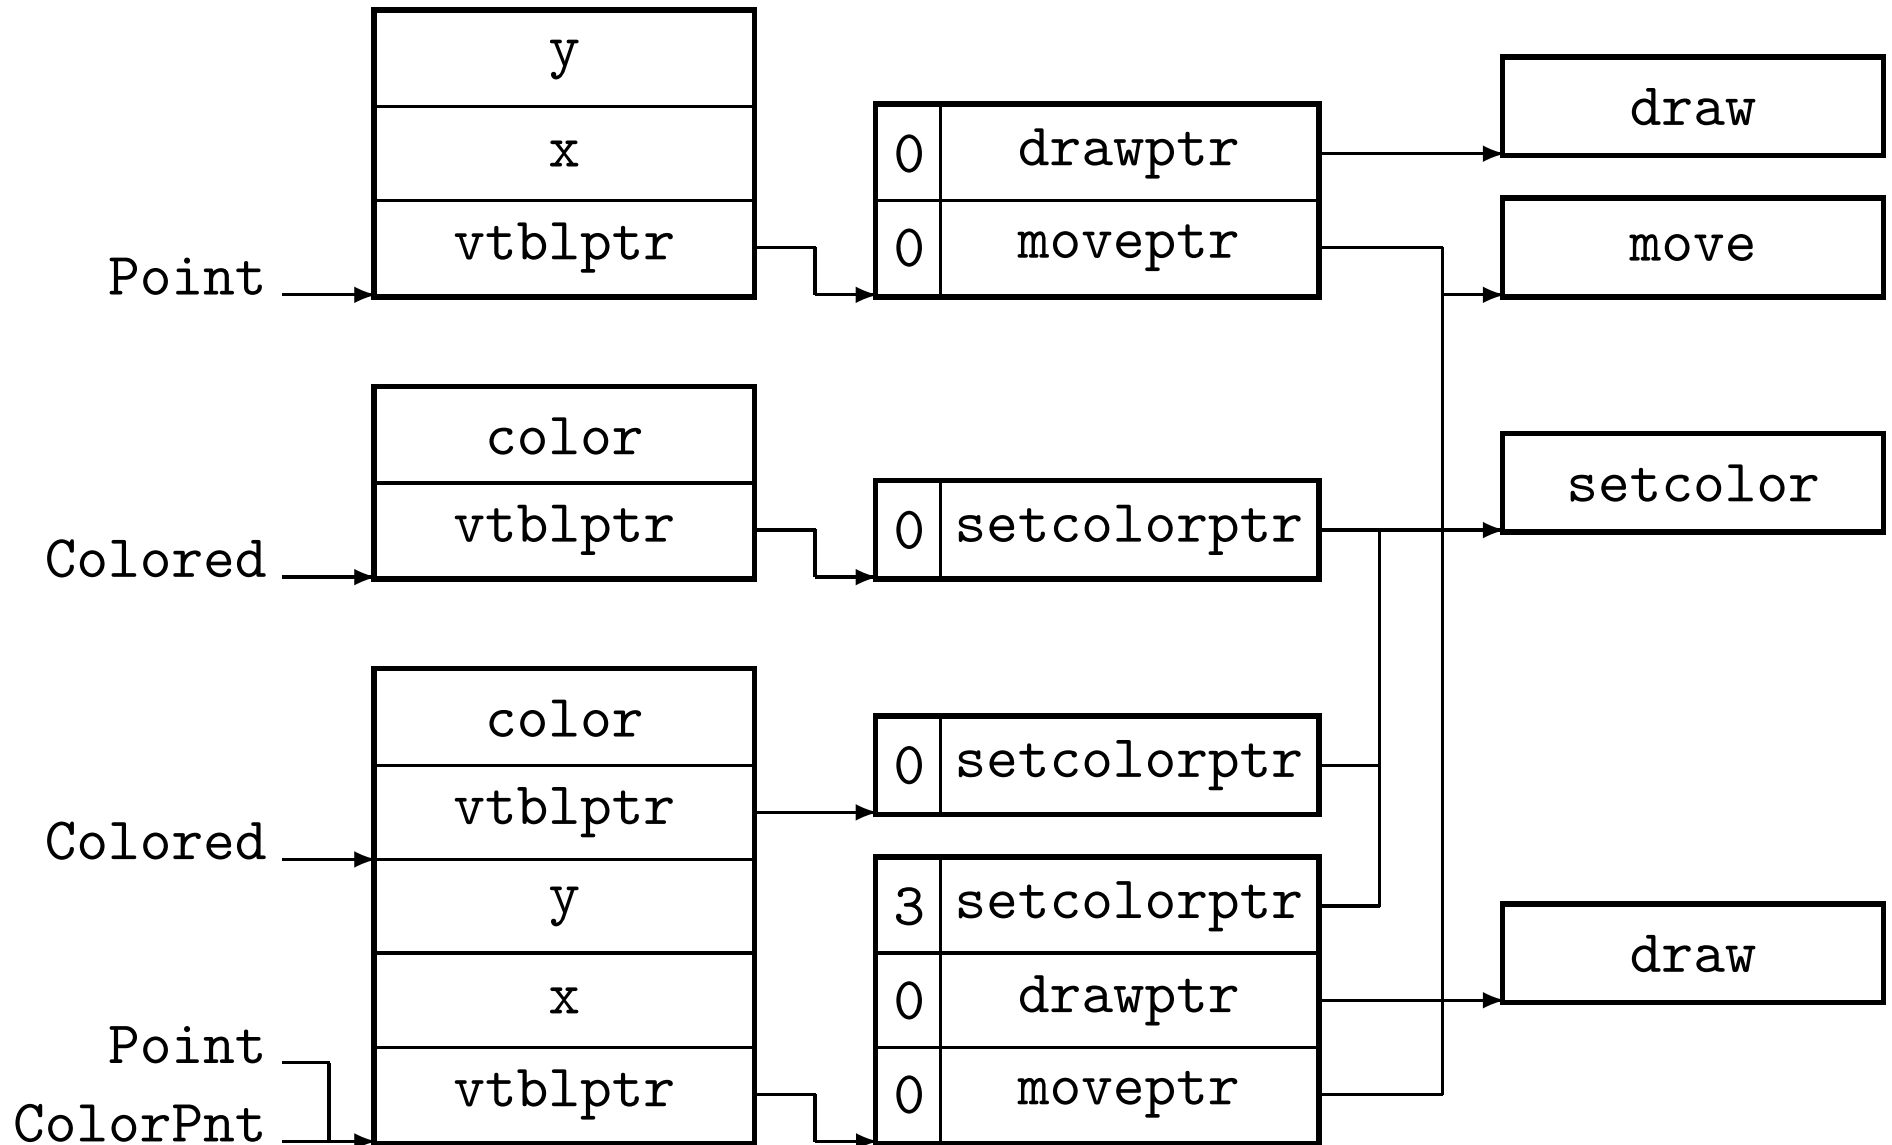 y
draw
x
0 drawptr
Point
vtblptr
0 moveptr
move
color
Colored
vtblptr
0 setcolorptr
setcolor
color
0 setcolorptr
Colored
vtblptr
y
3 setcolorptr
x
0 drawptr
draw
Point
ColorPnt
vtblptr
0 moveptr